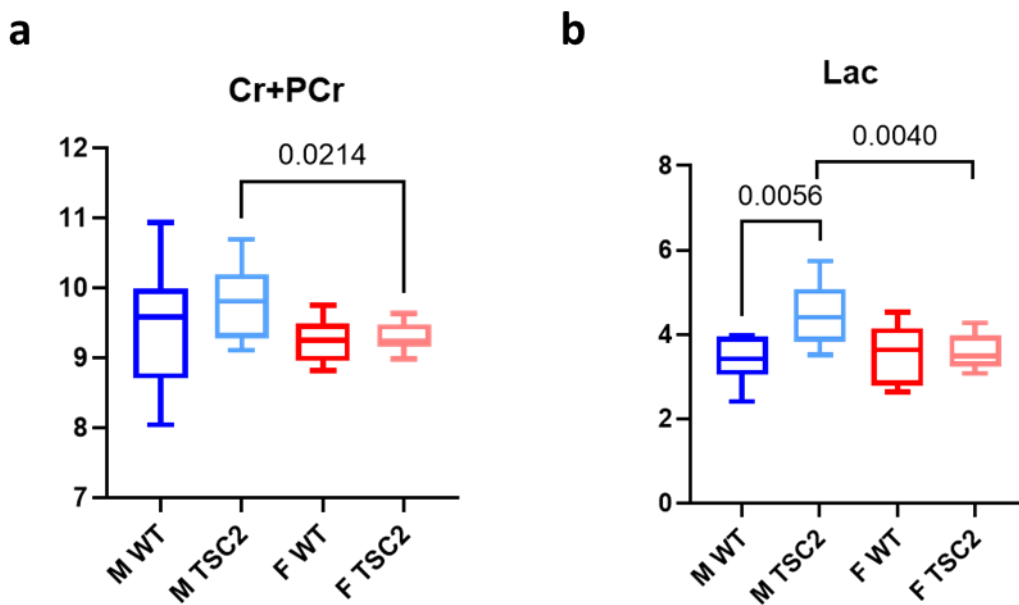 a
Cr+PCr
0.0214
12
11
10
9
8
7
M WT
M TSC2
F WT
F TSC2
b
Lac
0.0040
0.0056
8
6
4
2
0
M WT
M TSC2
F WT
F TSC2